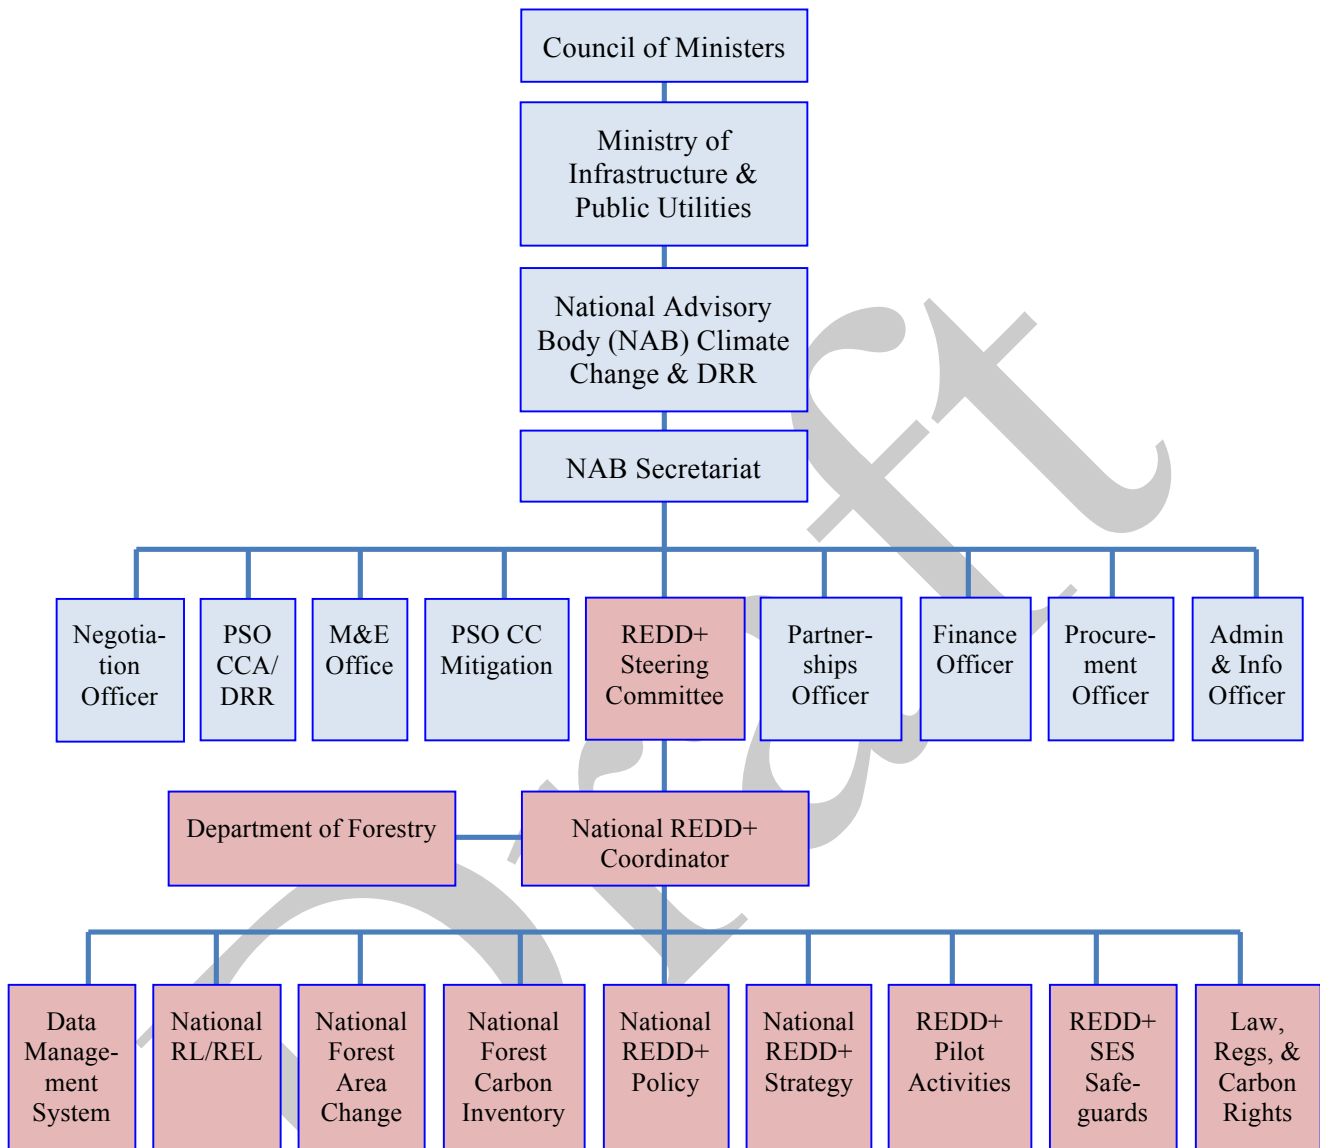 Council of Ministers
Ministry of
Infrastructure &
Public Utilities
National Advisory
Body (NAB) Climate
Change & DRR
NAB Secretariat
Negotia-
tion
Officer
PSO
CCA/
DRR
M&E
Office
PSO CC
Mitigation
REDD+
Steering
Committee
Partner-
ships
Officer
Finance
Officer
Procure-
ment
Officer
Admin
& Info
Officer
Department of Forestry
National REDD+
Coordinator
Data
Manage-
ment
System
National
RL/REL
National
Forest
Area
Change
National
Forest
Carbon
Inventory
National
REDD+
Policy
National
REDD+
Strategy
REDD+
Pilot
Activities
REDD+
SES
Safe-
guards
Law,
Regs, &
Carbon
Rights
Draft